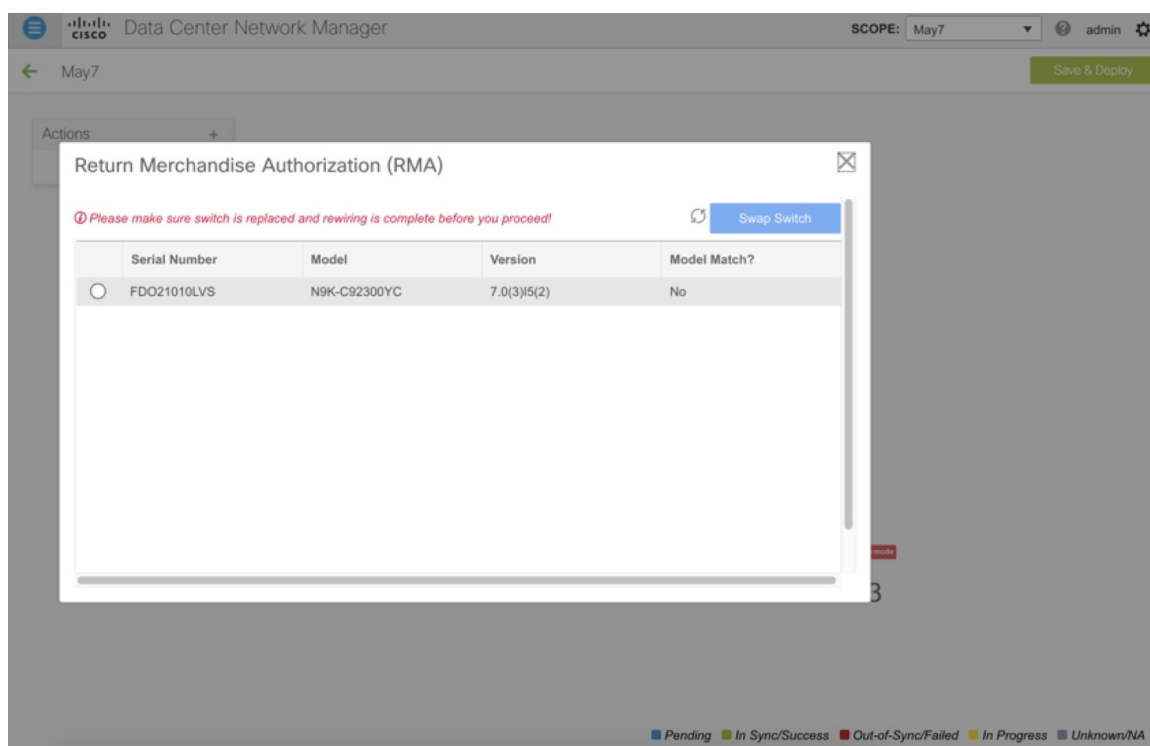 CISCO Data Center Network Manager SCOPE: May7 admin
May7 Save & Deploy
Actions +
Return Merchandise Authorization (RMA)
Please make sure switch is replaced and rewiring is complete before you proceed! Swap Switch
Serial Number Model Version Model Match?
FDO21010LVS N9K-C92300YC 7.0(3)I5(2) No
mode
3
Pending In Sync/Success Out-of-Sync/Failed In Progress Unknown/NA